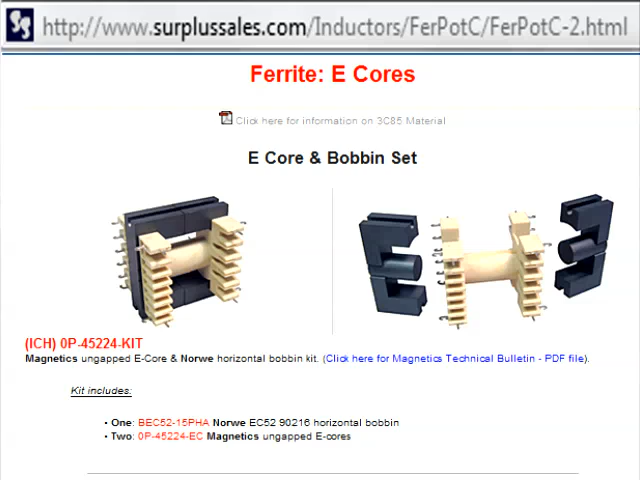 http://www.surplussales.com/Inductors/FerPotC/FerPotC-2.html
Ferrite: E Cores
Click here for information on 3C85 Material
E Core & Bobbin Set
(ICH) 0P-45224-KIT
Magnetics ungapped E-Core & Norwe horizontal bobbin kit. (Click here for Magnetics Technical Bulletin - PDF file).
Kit includes:
• One: BEC52-15PHA Norwe EC52 90216 horizontal bobbin
• Two: 0P-45224-EC Magnetics ungapped E-cores